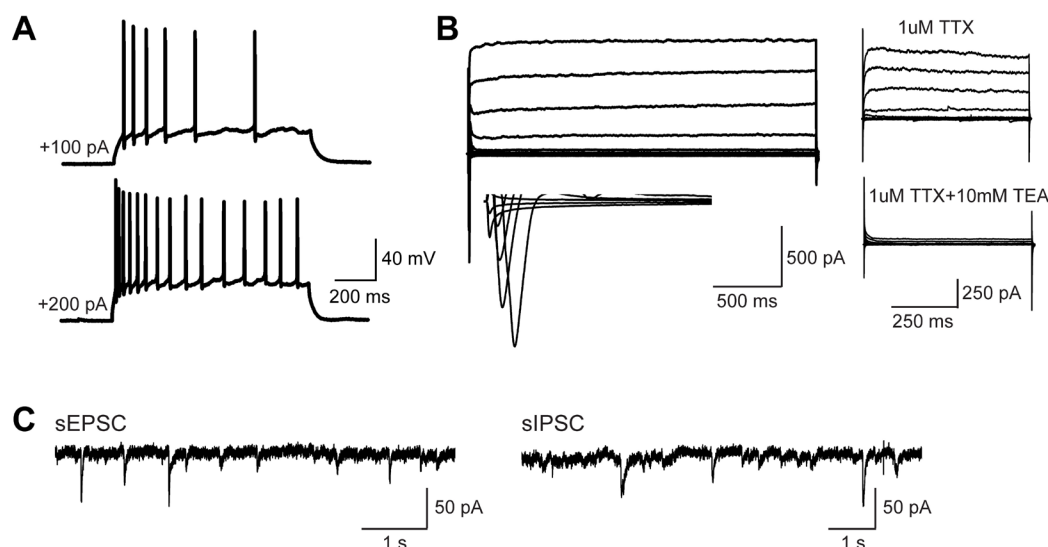 A
+100 pA
+200 pA
40 mV
200 ms
B
500 pA
500 ms
1uM TTX
1uM TTX+10mM TEA
250 pA
250 ms
C
sEPSC
50 pA
1 s
sIPSC
50 pA
1 s